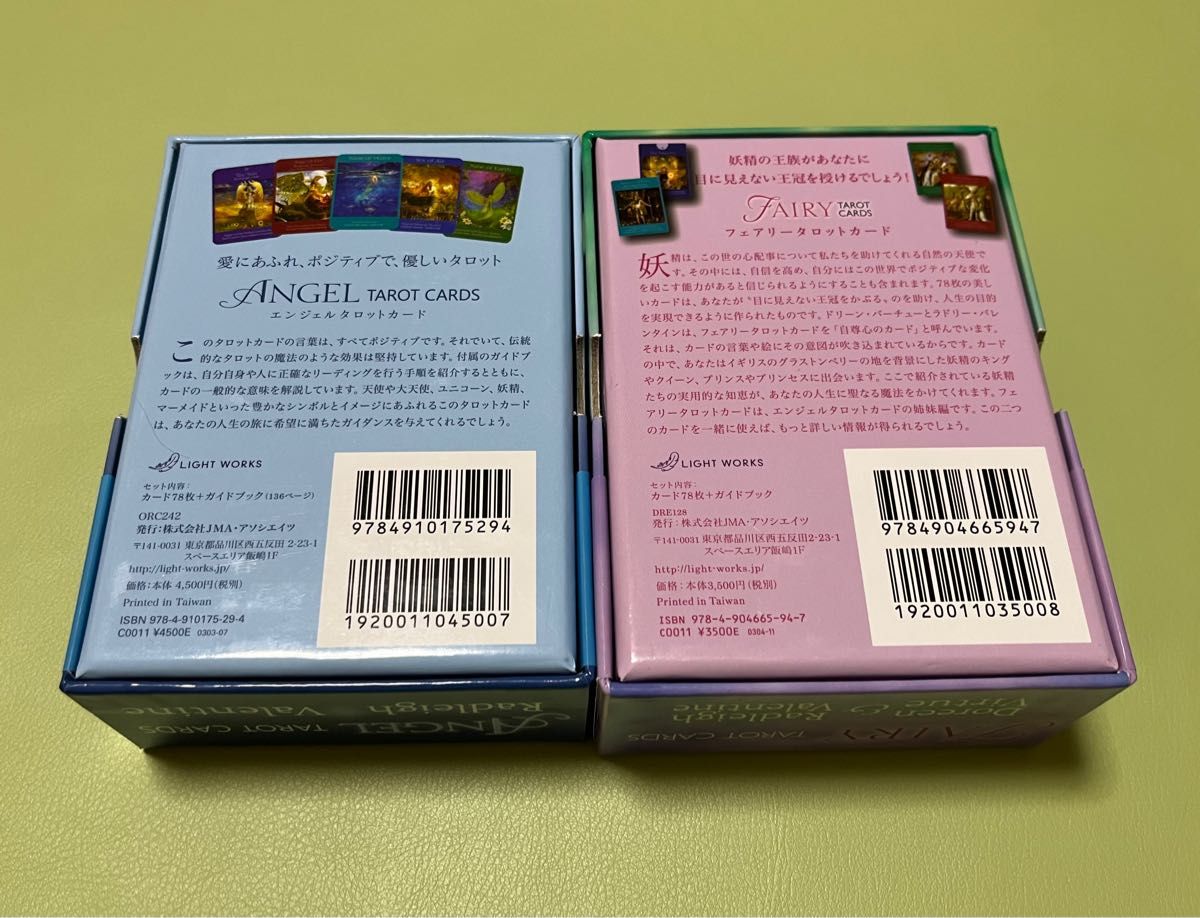 愛にあふれ、ポジティブで、優しいタロット
ANGEL TAROT CARDS
エンジェルタロットカード
このタロットカードの言葉は、すべてポジティブです。それでいて、伝統
的なタロットの魔法のような効果は堅持しています。付属のガイドブ
ックは、自分自身や人に正確なリーディングを行う手順を紹介するとともに、
カードの一般的な意味を解説しています。天使や大天使、ユニコーン、妖精、
マーメイドといった豊かなシンボルとイメージにあふれるこのタロットカード
は、あなたの人生の旅に希望に満ちたガイダンスを与えてくれるでしょう。
LIGHT WORKS
セット内容：
カード78枚+ガイドブック(136ページ)
ORC242
発行：株式会社JMA・アソシエイツ
〒141-0031 東京都品川区西五反田 2-23-1
スペースエリア飯嶋1F
http://light-works.jp/
価格：本体 4,500円(税別)
Printed in Taiwan
ISBN 978-4-910175-29-4
C0011 ¥4500E 0303-07
9784910175294
1920011045007
ANGEL TAROT CARDS
Radleigh
Valentine
妖精の王族があなたに
目に見えない王冠を授けるでしょう！
FAIRY TAROT CARDS
フェアリータロットカード
妖精は、この世の心配事について私たちを助けてくれる自然の天使で
す。その中には、自信を高め、自分にはこの世界でポジティブな変化
を起こす能力があると信じられるようにすることも含まれます。78枚の美し
いカードは、あなたが“目に見えない王冠をかぶる”のを助け、人生の目的
を実現できるように作られたものです。ドリーン・バーチューとラドリー・バレ
ンタインは、フェアリータロットカードを「自尊心のカード」と呼んでいます。
それは、カードの言葉や絵にその意図が吹き込まれているからです。カード
の中で、あなたはイギリスのグラストンベリーの地を背景にした妖精のキング
やクイーン、プリンスやプリンセスに出会います。ここで紹介されている妖精
たちの実用的な知恵が、あなたの人生に聖なる魔法をかけてくれます。フェ
アリータロットカードは、エンジェルタロットカードの姉妹編です。この二つ
のカードを一緒に使えば、もっと詳しい情報が得られるでしょう。
LIGHT WORKS
セット内容：
カード78枚+ガイドブック
DRE128
発行：株式会社JMA・アソシエイツ
〒141-0031 東京都品川区西五反田2-23-1
スペースエリア飯嶋1F
http://light-works.jp/
価格：本体3,500円(税別)
Printed in Taiwan
ISBN 978-4-904665-94-7
C0011 ¥3500E 0304-11
9784904665947
1920011035008
FAIRY TAROT CARDS
Doreen Virtue &
Radleigh Valentine